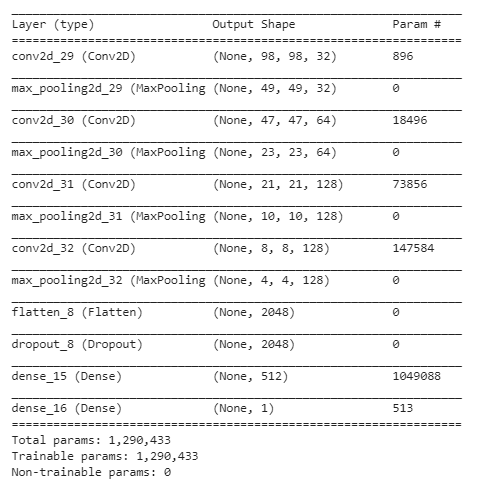 Layer (type) Output Shape Param #
conv2d_29 (Conv2D) (None, 98, 98, 32) 896
max_pooling2d_29 (MaxPooling (None, 49, 49, 32) 0
conv2d_30 (Conv2D) (None, 47, 47, 64) 18496
max_pooling2d_30 (MaxPooling (None, 23, 23, 64) 0
conv2d_31 (Conv2D) (None, 21, 21, 128) 73856
max_pooling2d_31 (MaxPooling (None, 10, 10, 128) 0
conv2d_32 (Conv2D) (None, 8, 8, 128) 147584
max_pooling2d_32 (MaxPooling (None, 4, 4, 128) 0
flatten_8 (Flatten) (None, 2048) 0
dropout_8 (Dropout) (None, 2048) 0
dense_15 (Dense) (None, 512) 1049088
dense_16 (Dense) (None, 1) 513
Total params: 1,290,433
Trainable params: 1,290,433
Non-trainable params: 0